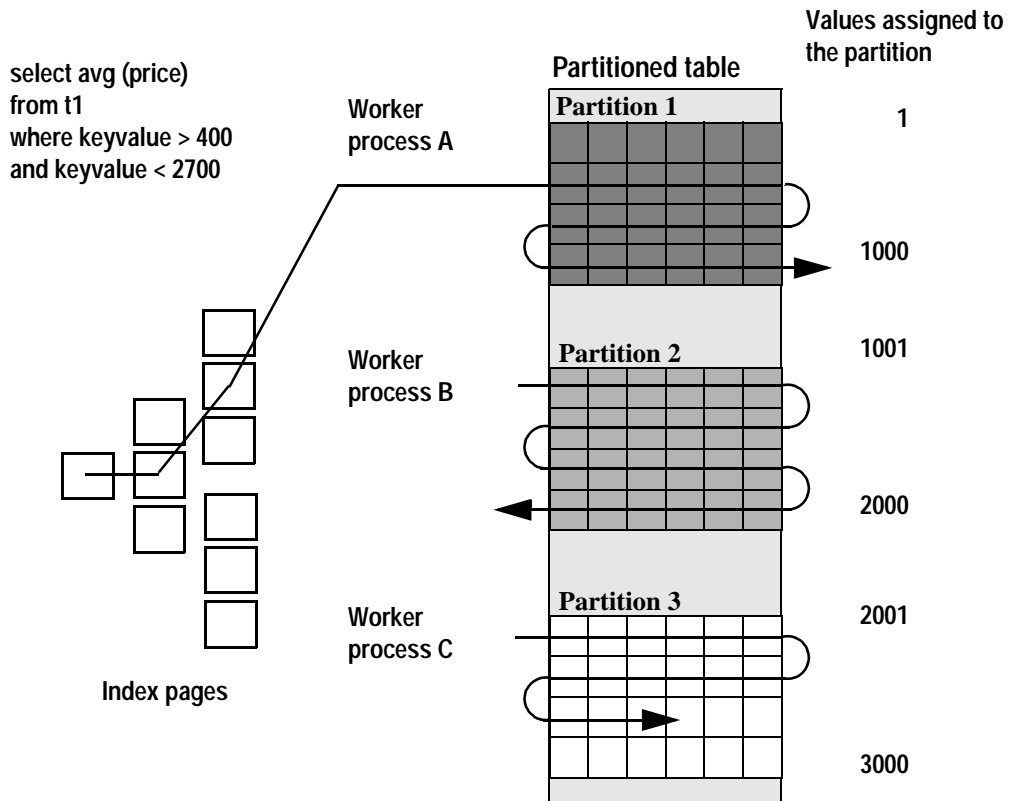 Values assigned to
the partition
select avg (price)
from t1
where keyvalue > 400
and keyvalue < 2700
Partitioned table
Worker
process A
Partition 1
1
1000
Worker
process B
Partition 2
1001
2000
Worker
process C
Partition 3
2001
3000
Index pages